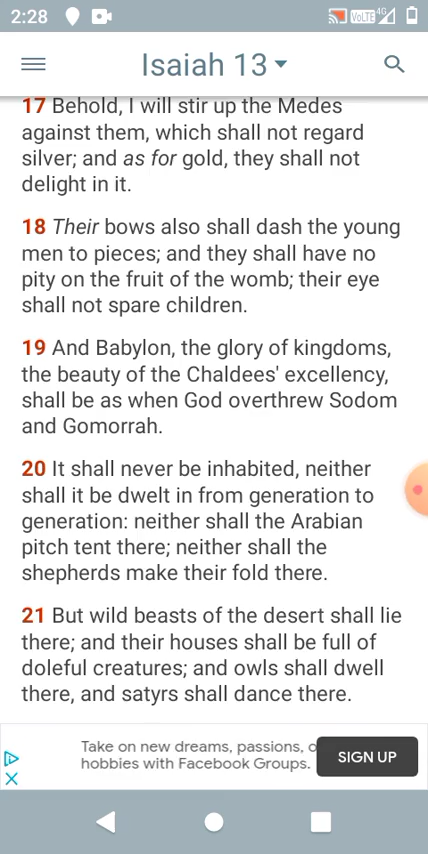 2:28 VoLTE 4G
Isaiah 13
17 Behold, I will stir up the Medes
against them, which shall not regard
silver; and as for gold, they shall not
delight in it.
18 Their bows also shall dash the young
men to pieces; and they shall have no
pity on the fruit of the womb; their eye
shall not spare children.
19 And Babylon, the glory of kingdoms,
the beauty of the Chaldees' excellency,
shall be as when God overthrew Sodom
and Gomorrah.
20 It shall never be inhabited, neither
shall it be dwelt in from generation to
generation: neither shall the Arabian
pitch tent there; neither shall the
shepherds make their fold there.
21 But wild beasts of the desert shall lie
there; and their houses shall be full of
doleful creatures; and owls shall dwell
there, and satyrs shall dance there.
Take on new dreams, passions, o
hobbies with Facebook Groups.
SIGN UP